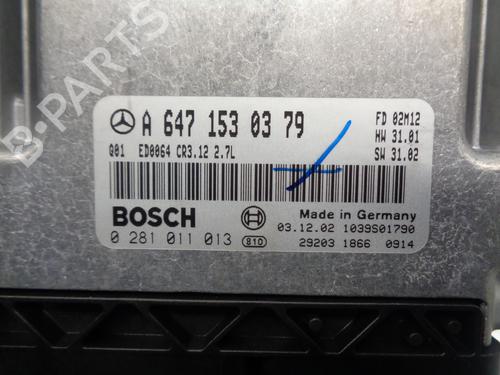 A 647 153 03 79
FD 02M12
HW 31.01
SW 31.02
Q01 ED0064 CR3.12 2.7L
BOSCH
0 281 011 013 810
Made in Germany
03.12.02 1039S01790
29203 1866 0914